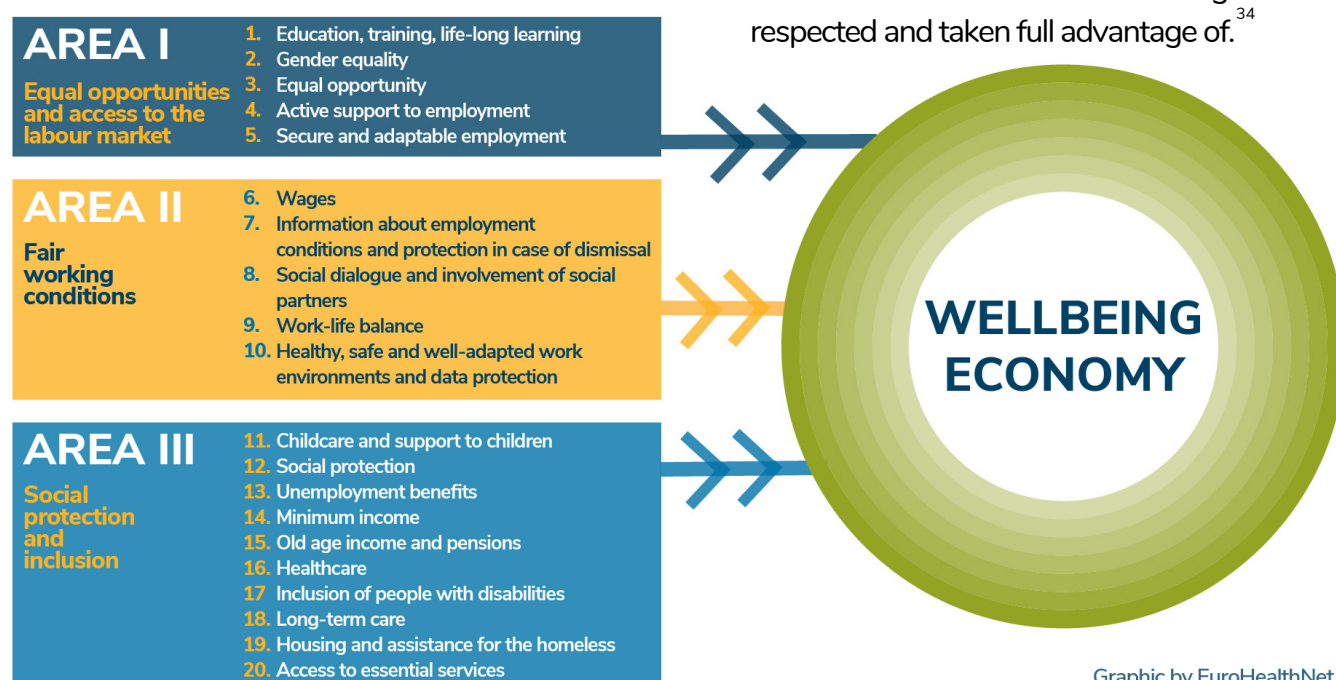 AREA I
Equal opportunities
and access to the
labour market
1. Education, training, life-long learning
2. Gender equality
3. Equal opportunity
4. Active support to employment
5. Secure and adaptable employment
AREA II
Fair
working
conditions
6. Wages
7. Information about employment
conditions and protection in case of dismissal
8. Social dialogue and involvement of social
partners
9. Work-life balance
10. Healthy, safe and well-adapted work
environments and data protection
AREA III
Social
protection
and
inclusion
11. Childcare and support to children
12. Social protection
13. Unemployment benefits
14. Minimum income
15. Old age income and pensions
16. Healthcare
17 Inclusion of people with disabilities
18. Long-term care
19. Housing and assistance for the homeless
20. Access to essential services
respected and taken full advantage of.34
WELLBEING
ECONOMY
Graphic by EuroHealthNet